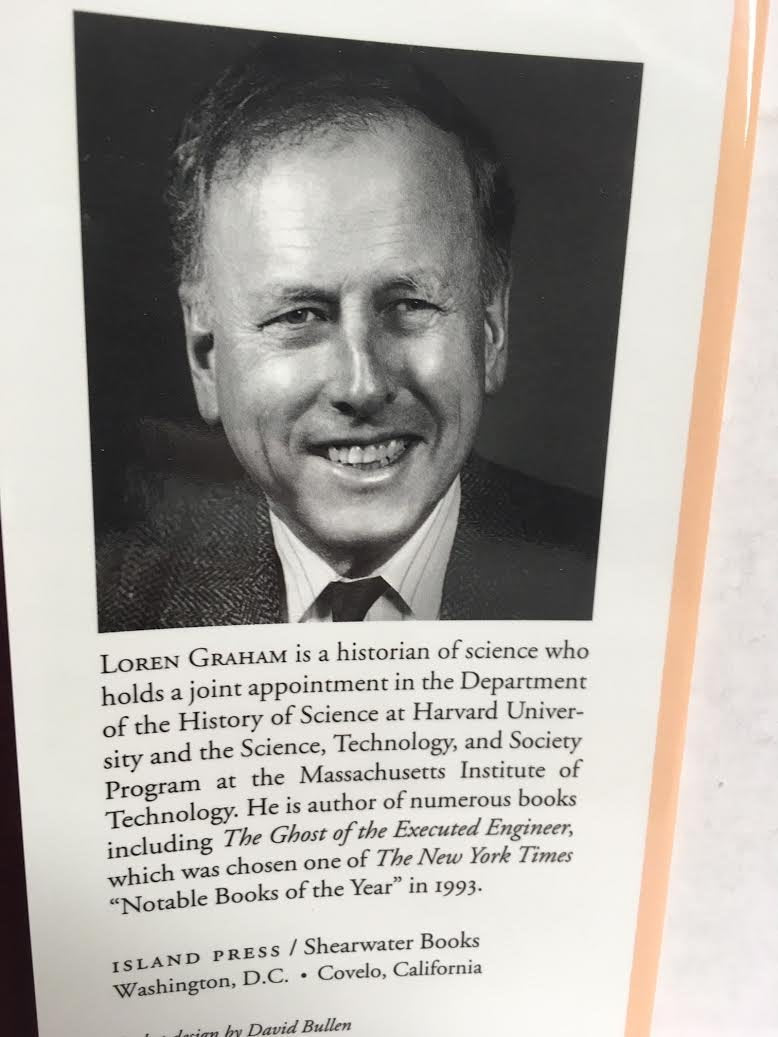 LOREN GRAHAM is a historian of science who
holds a joint appointment in the Department
of the History of Science at Harvard Univer-
sity and the Science, Technology, and Society
Program at the Massachusetts Institute of
Technology. He is author of numerous books
including The Ghost of the Executed Engineer,
which was chosen one of The New York Times
“Notable Books of the Year” in 1993.
ISLAND PRESS / Shearwater Books
Washington, D.C. • Covelo, California
design by David Bullen